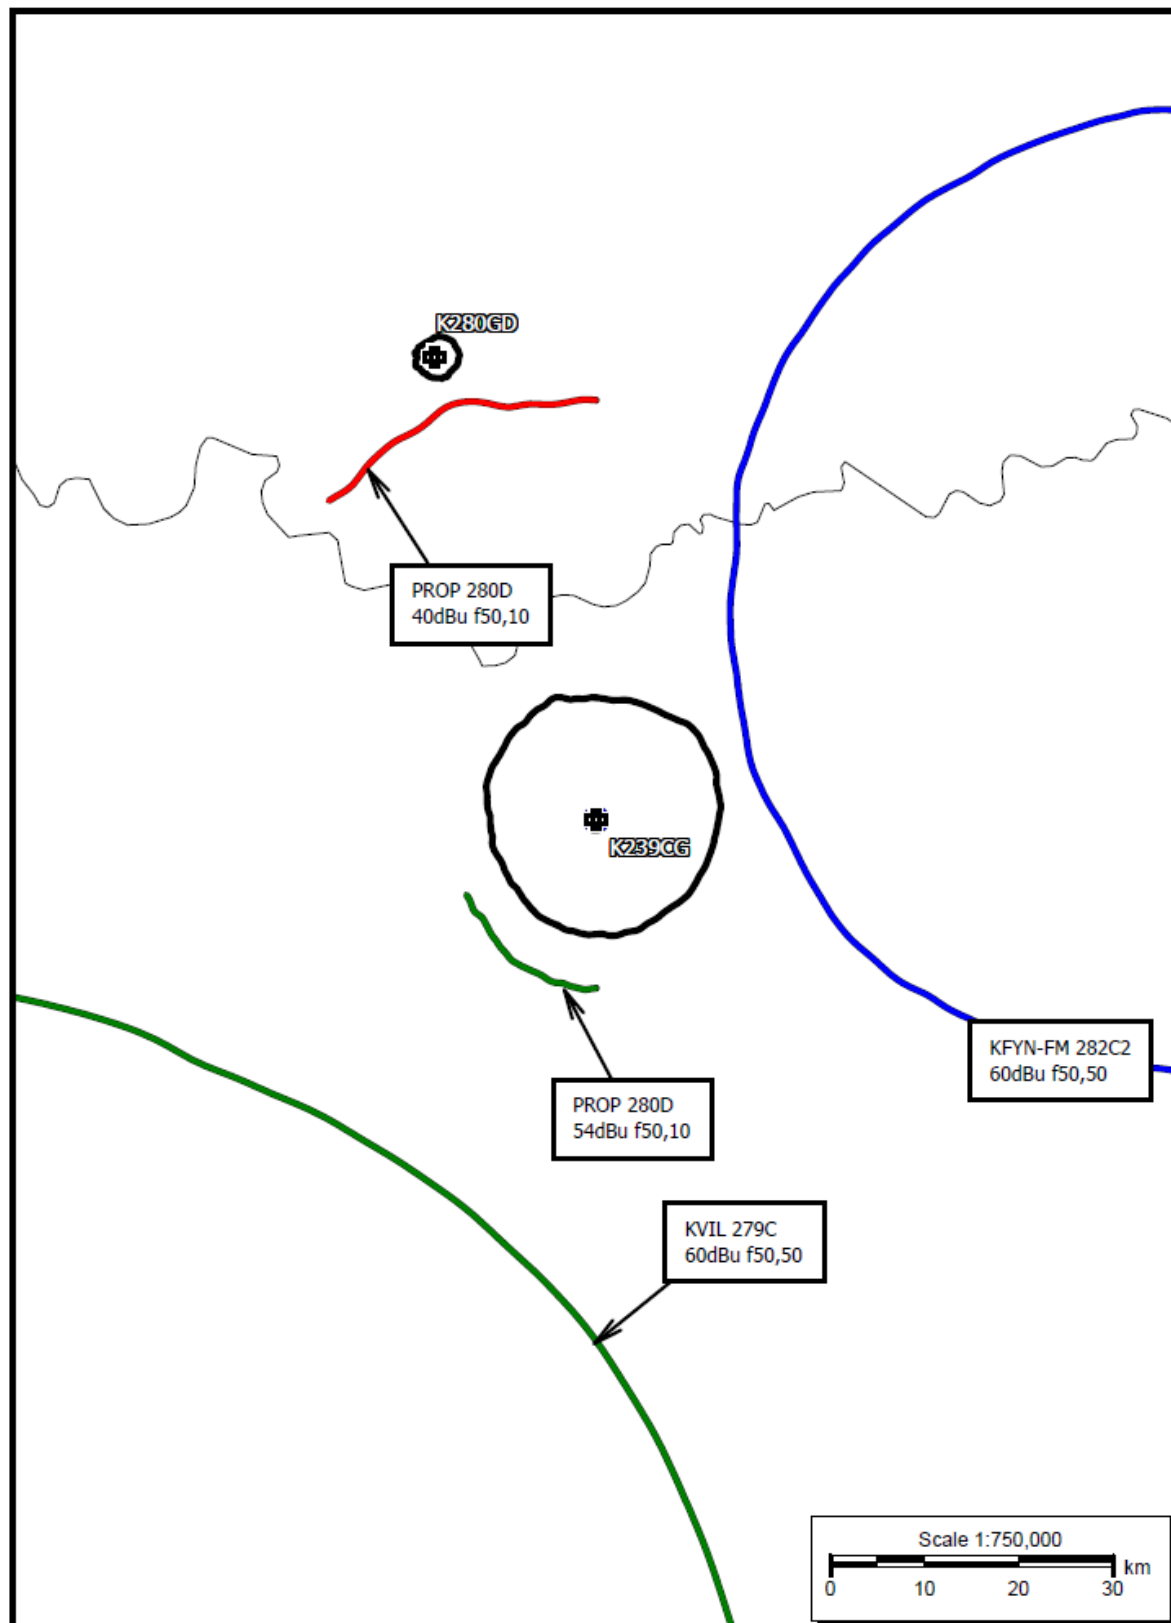 K280GD
PROP 280D
40dBu f50,10
K239CG
KFYN-FM 282C2
60dBu f50,50
PROP 280D
54dBu f50,10
KVIL 279C
60dBu f50,50
Scale 1:750,000
km
0 10 20 30